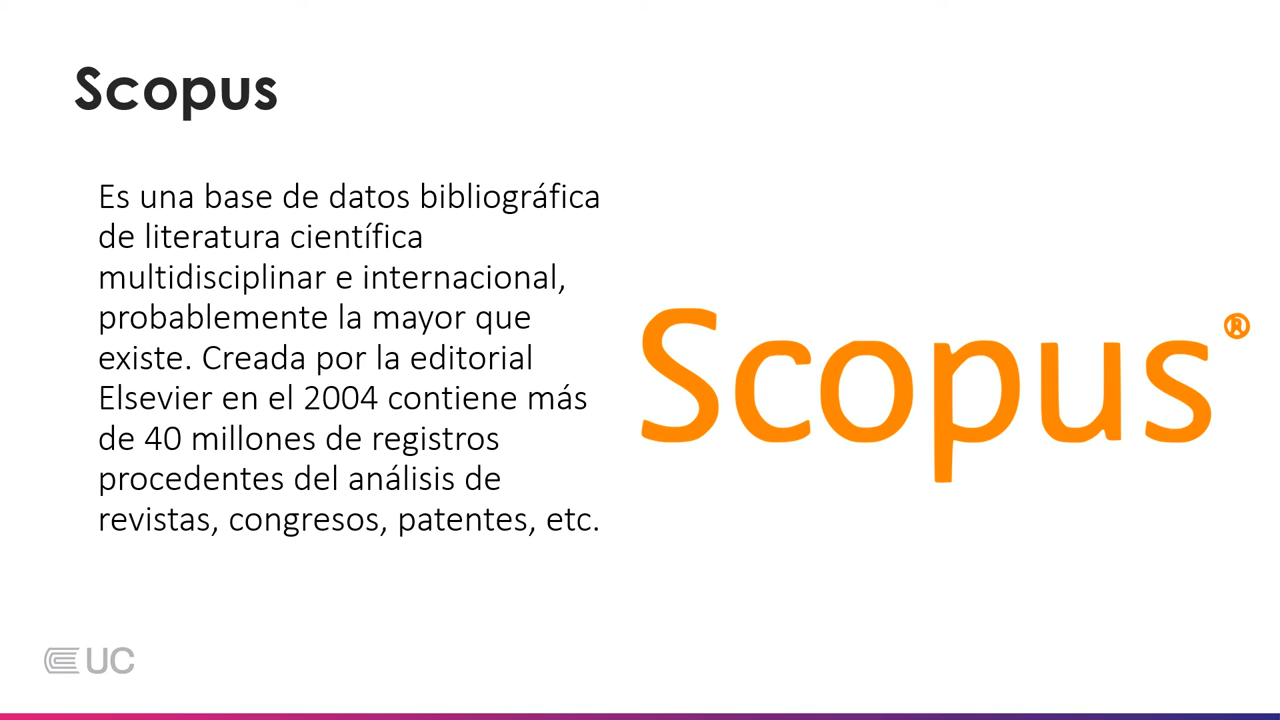 Scopus
Es una base de datos bibliográfica
de literatura científica
multidisciplinar e internacional,
probablemente la mayor que
existe. Creada por la editorial
Elsevier en el 2004 contiene más
de 40 millones de registros
procedentes del análisis de
revistas, congresos, patentes, etc.
Scopus®
UC